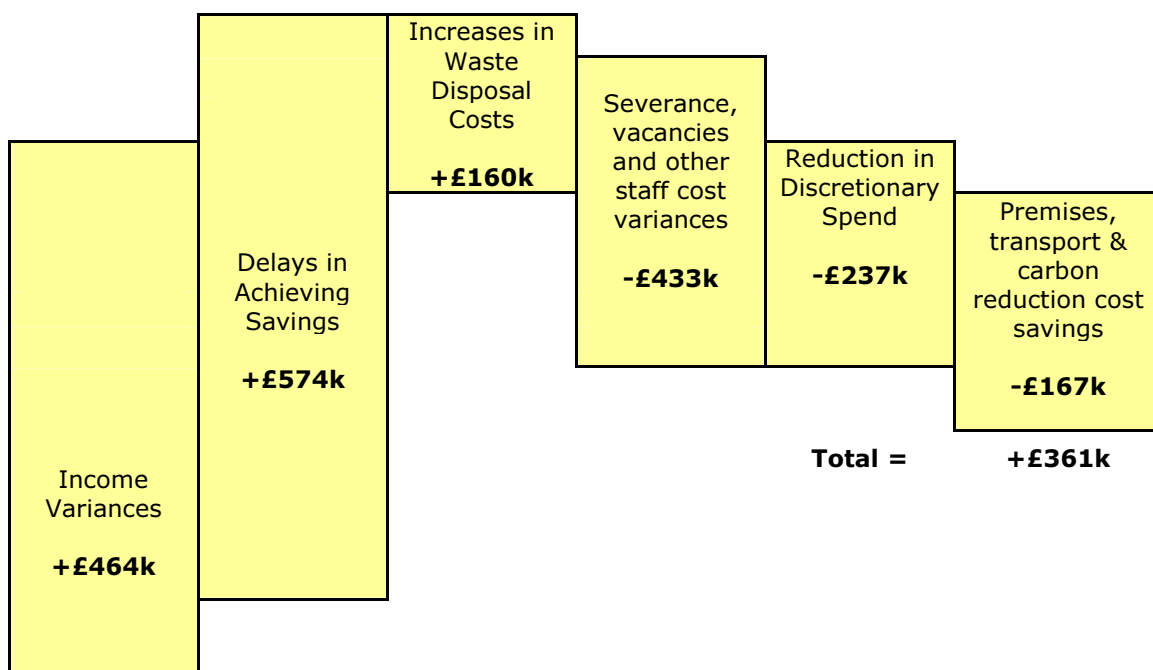 Income
Variances
+£464k
Delays in
Achieving
Savings
+£574k
Increases in
Waste
Disposal
Costs
+£160k
Severance,
vacancies
and other
staff cost
variances
-£433k
Reduction in
Discretionary
Spend
-£237k
Premises,
transport &
carbon
reduction cost
savings
-£167k
Total = +£361k